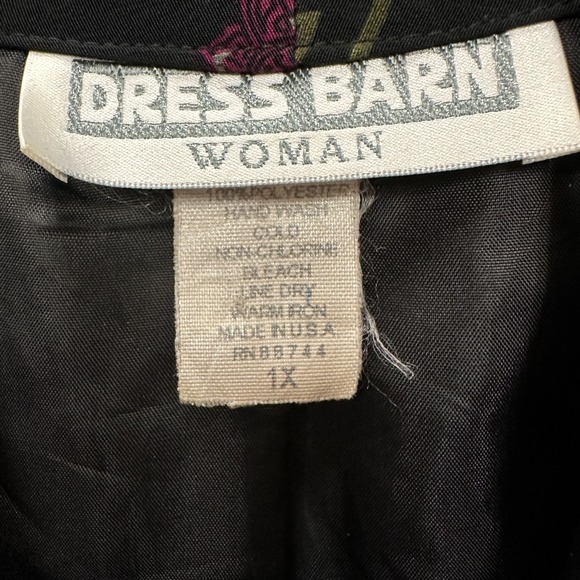 DRESS BARN
WOMAN
100% POLYESTER
HAND WASH
COLD
NON-CHLORINE
BLEACH
LINE DRY
WARM IRON
MADE IN U.S.A
RN 88744
1X